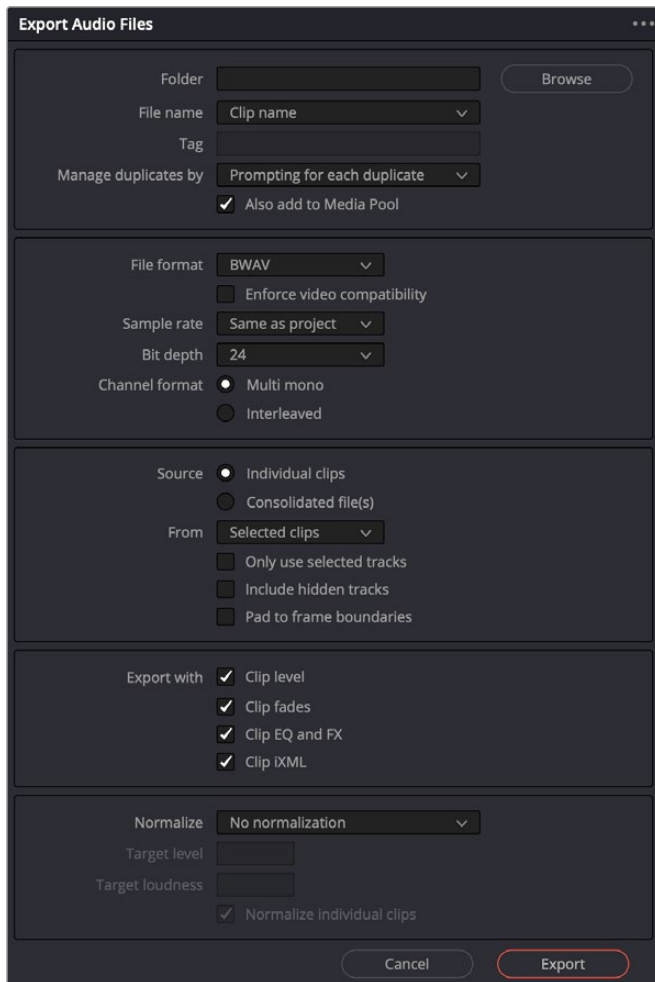 Export Audio Files
Folder Browse
File name Clip name
Tag
Manage duplicates by Prompting for each duplicate
Also add to Media Pool
File format BWAV
Enforce video compatibility
Sample rate Same as project
Bit depth 24
Channel format Multi mono
Interleaved
Source Individual clips
Consolidated file(s)
From Selected clips
Only use selected tracks
Include hidden tracks
Pad to frame boundaries
Export with Clip level
Clip fades
Clip EQ and FX
Clip iXML
Normalize No normalization
Target level
Target loudness
Normalize individual clips
Cancel Export